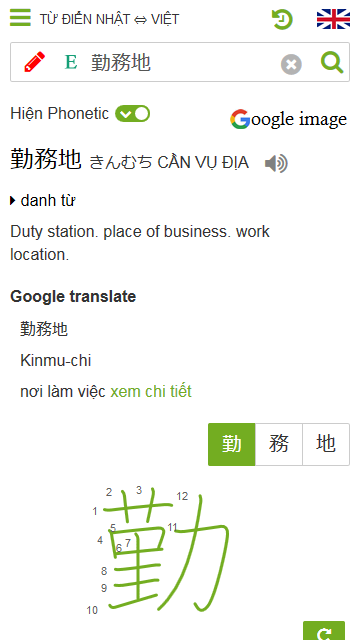 TỪ ĐIỂN NHẬT ⇔ VIỆT
E 勤務地
Hiện Phonetic
Google image
勤務地 きんむち CẦN VỤ ĐỊA
danh từ
Duty station. place of business. work
location.
Google translate
勤務地
Kinmu-chi
nơi làm việc xem chi tiết
勤 務 地
勤
1
2
3
4
5
6
7
8
9
10
11
12